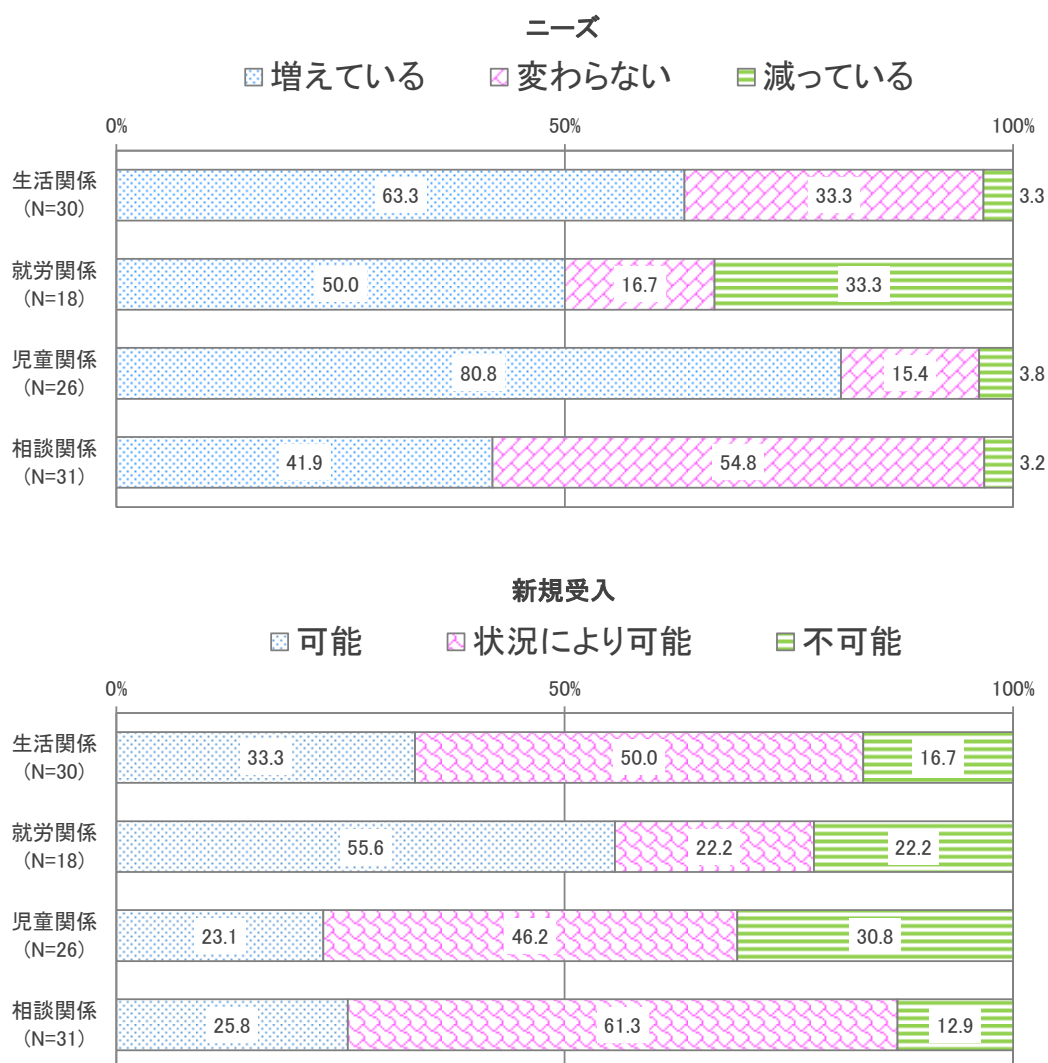 ニーズ
増えている 変わらない 減っている
0% 50% 100%
生活関係
(N=30)
63.3 33.3 3.3
就労関係
(N=18)
50.0 16.7 33.3
児童関係
(N=26)
80.8 15.4 3.8
相談関係
(N=31)
41.9 54.8 3.2
新規受入
可能 状況により可能 不可能
0% 50% 100%
生活関係
(N=30)
33.3 50.0 16.7
就労関係
(N=18)
55.6 22.2 22.2
児童関係
(N=26)
23.1 46.2 30.8
相談関係
(N=31)
25.8 61.3 12.9